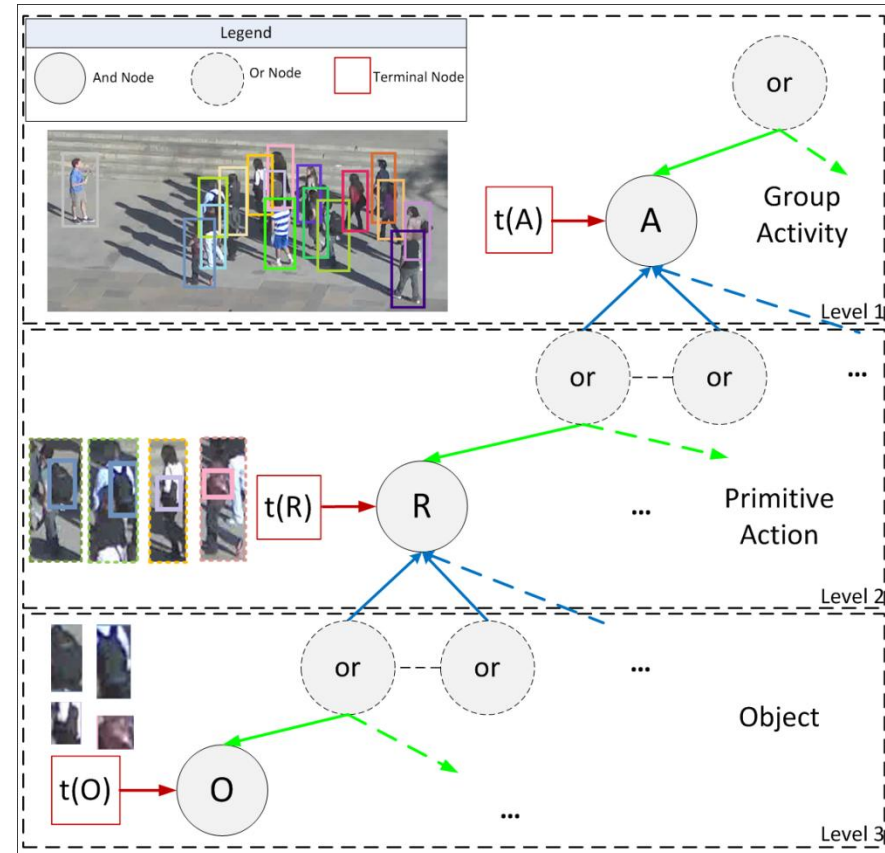 Legend
And Node
Or Node
Terminal Node
or
t(A)
A
Group
Activity
Level 1
or
or
...
t(R)
R
...
Primitive
Action
Level 2
or
or
...
Object
t(O)
O
...
Level 3